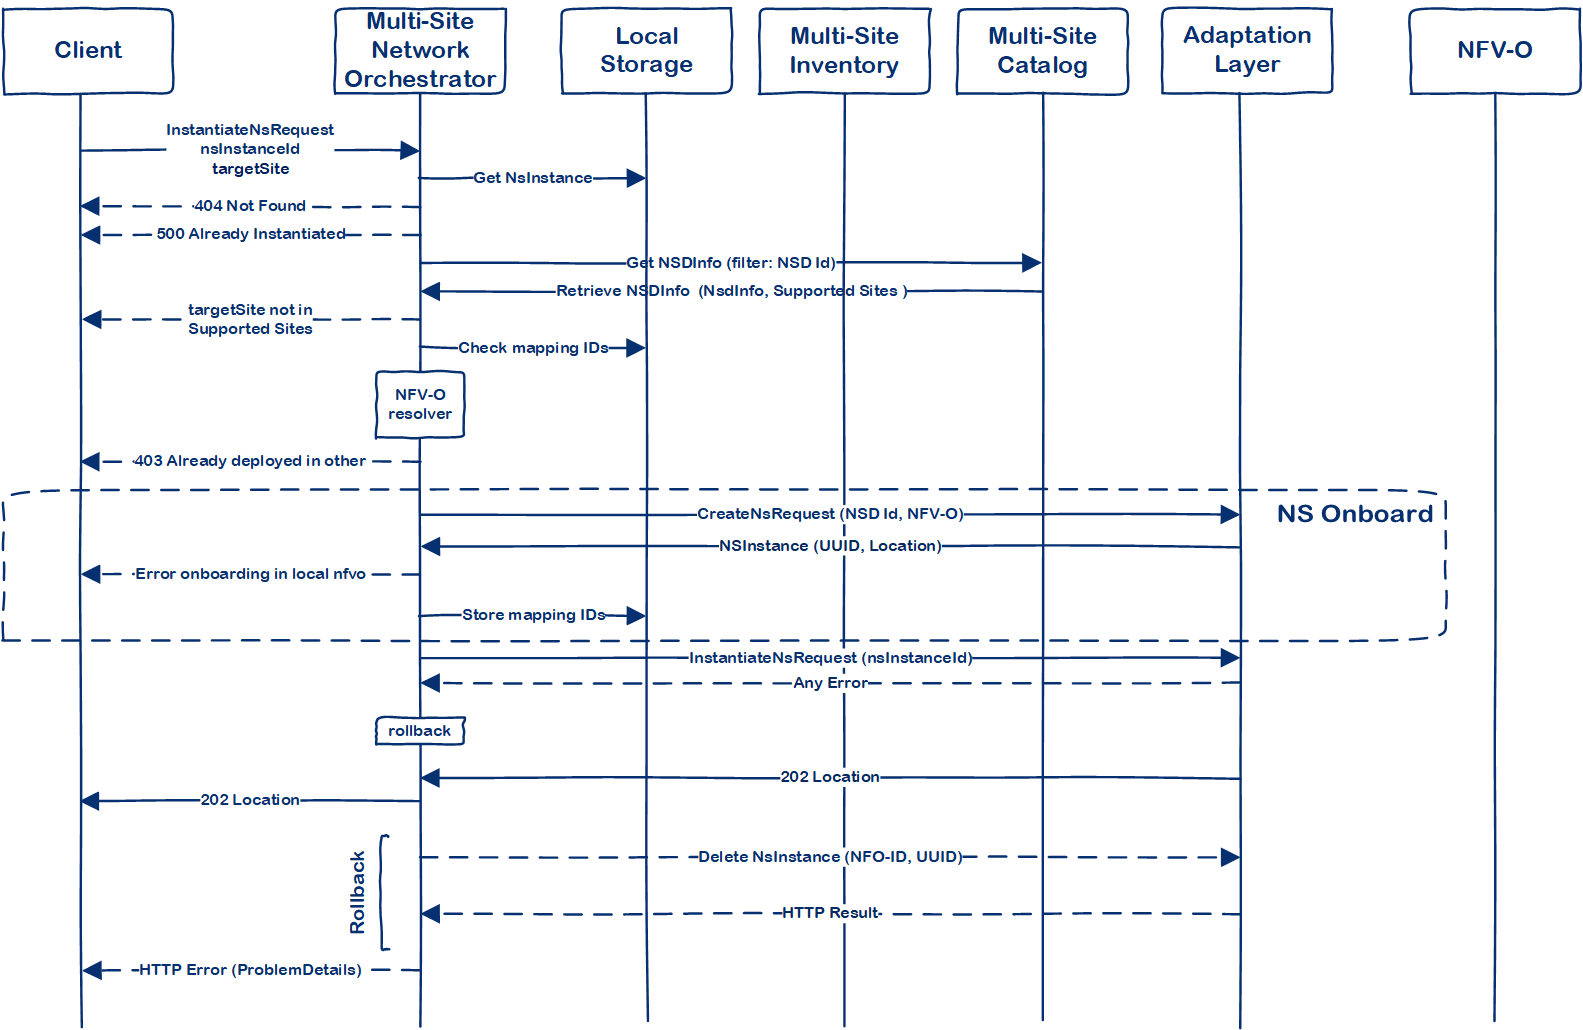 Client
Multi-Site
Network
Orchestrator
Local
Storage
Multi-Site
Inventory
Multi-Site
Catalog
Adaptation
Layer
NFV-O
InstantiateNsRequest
nsInstanceId
targetSite
Get NsInstance
404 Not Found
500 Already Instantiated
Get NSDInfo (filter: NSD Id)
Retrieve NSDInfo (NsdInfo, Supported Sites )
targetSite not in
Supported Sites
Check mapping IDs
NFV-O
resolver
403 Already deployed in other
CreateNsRequest (NSD Id, NFV-O)
NS Onboard
NSInstance (UUID, Location)
Error onboarding in local nfvo
Store mapping IDs
InstantiateNsRequest (nsInstanceId)
Any Error
rollback
202 Location
202 Location
Rollback
Delete NsInstance (NFO-ID, UUID)
HTTP Result
HTTP Error (ProblemDetails)